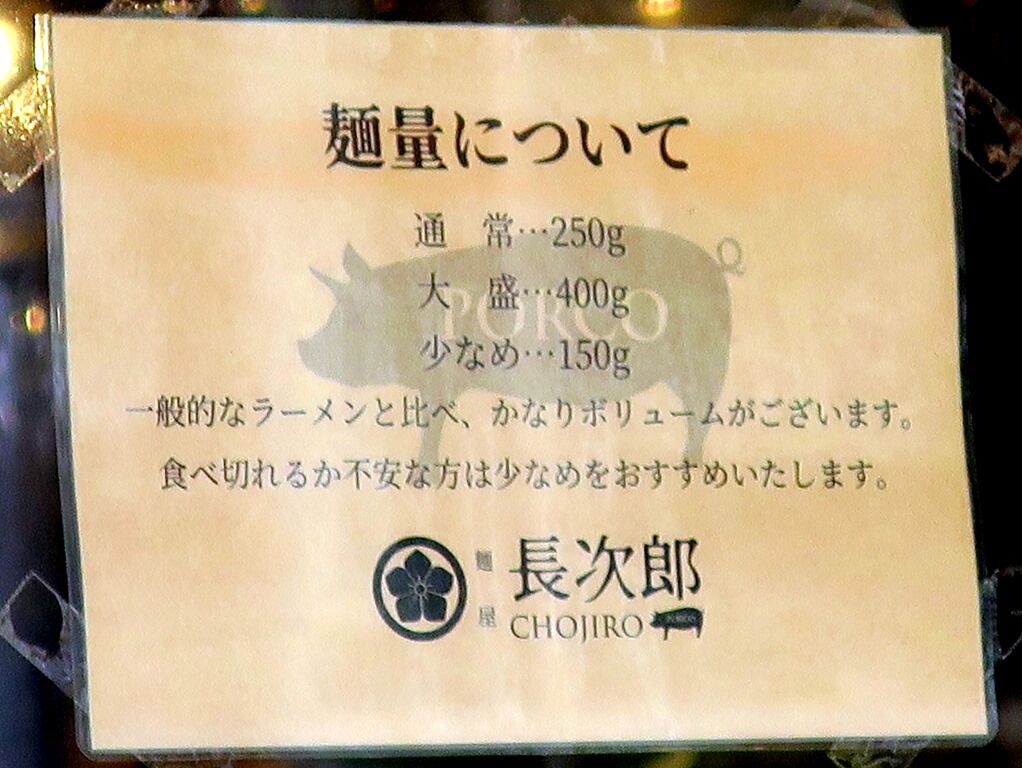 麺量について
通　常…250g
大　盛…400g
少なめ…150g
PORCO
一般的なラーメンと比べ、かなりボリュームがございます。
食べ切れるか不安な方は少なめをおすすめいたします。
麺屋
長次郎
CHOJIRO
PORCO